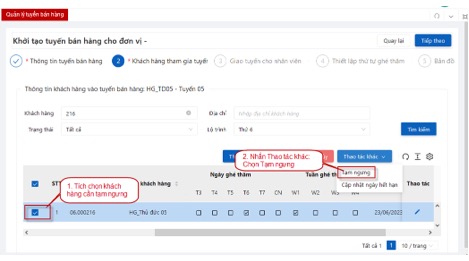 Quản lý tuyến bán hàng
Khởi tạo tuyến bán hàng cho đơn vị -
Quay lại
Tiếp theo
* Thông tin tuyến bán hàng
2 * Khách hàng tham gia tuyến
3 Giao tuyến cho nhân viên
4 Thiết lập thứ tự ghé thăm
5 Bản đồ
Thông tin khách hàng vào tuyến bán hàng: HG_TD05 - Tuyến 05
Khách hàng 216
Địa chỉ Nhập địa chỉ khách hàng
Trạng thái Tất cả
Lộ trình Thứ 6
Tìm kiếm
2. Nhấn Thao tác khác:
Chọn Tạm ngưng
Thao tác khác
Tạm ngưng
Cập nhật ngày hết hạn
1. Tích chọn khách
hàng cần tạm ngưng
khách hàng
Ngày ghé thăm
Tuần ghé
Thao tác
T3 T4 T5 T6 T7 CN W1 W2 W3 W4
1 06.000216 HG_Thủ đức 05 23/06/2023
Tất cả 1
1
10 / trang